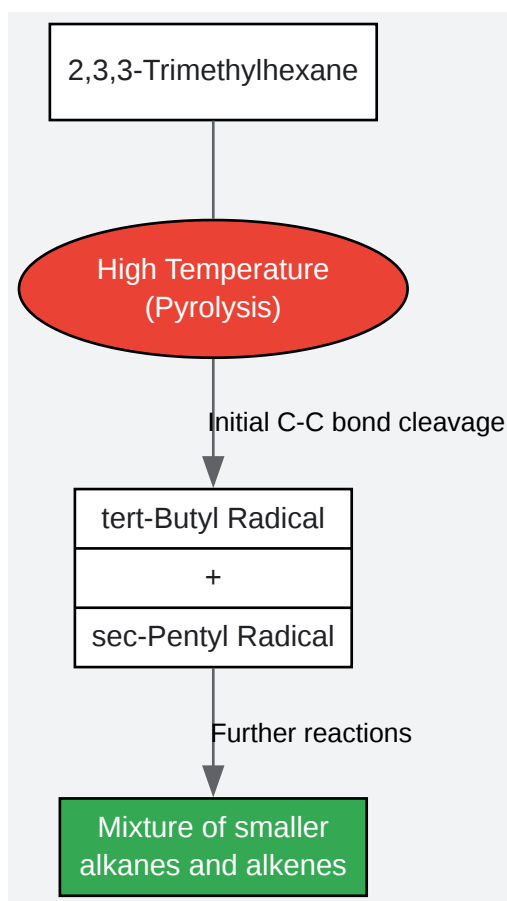 2,3,3-Trimethylhexane
High Temperature
(Pyrolysis)
Initial C-C bond cleavage
tert-Butyl Radical
+
sec-Pentyl Radical
Further reactions
Mixture of smaller
alkanes and alkenes